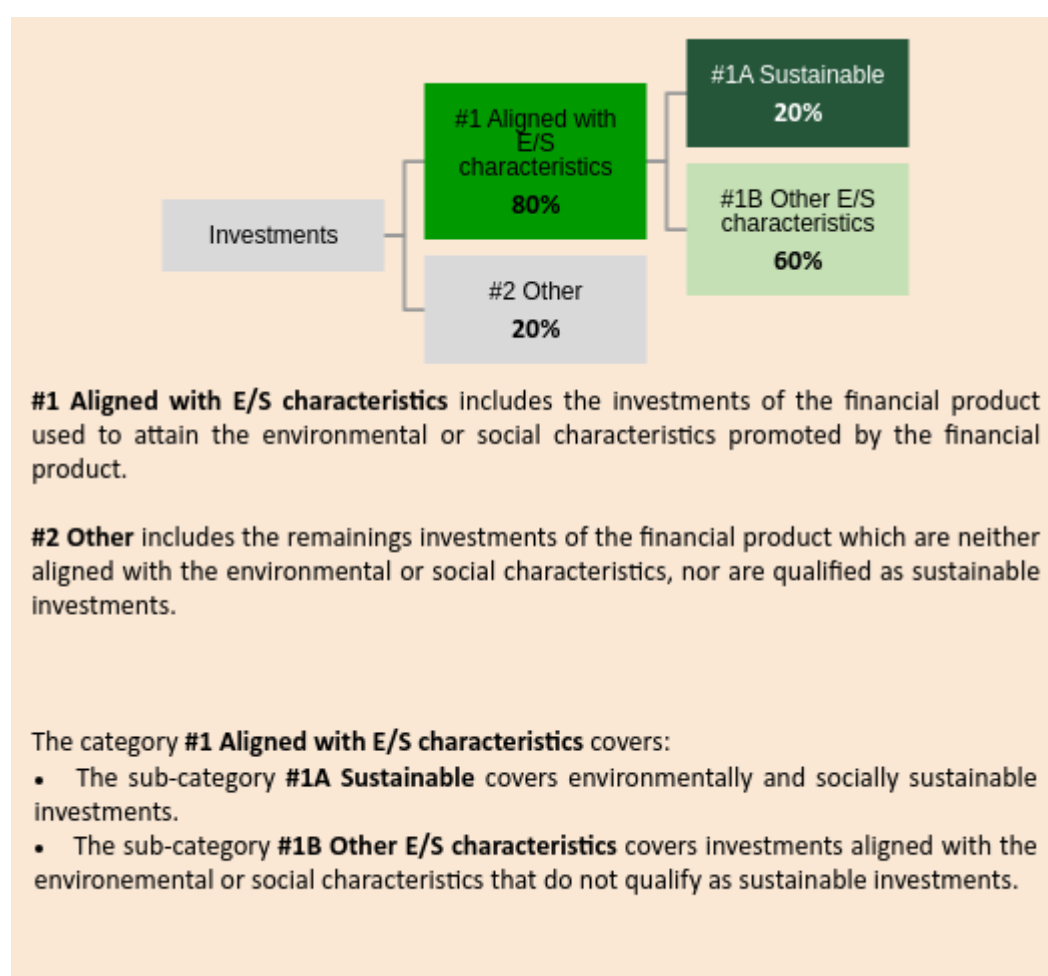 #1A Sustainable
20%
#1 Aligned with
E/S
characteristics
80%
#1B Other E/S
characteristics
60%
Investments
#2 Other
20%
#1 Aligned with E/S characteristics includes the investments of the financial product
used to attain the environmental or social characteristics promoted by the financial
product.
#2 Other includes the remainings investments of the financial product which are neither
aligned with the environmental or social characteristics, nor are qualified as sustainable
investments.
The category #1 Aligned with E/S characteristics covers:
• The sub-category #1A Sustainable covers environmentally and socially sustainable
investments.
• The sub-category #1B Other E/S characteristics covers investments aligned with the
environemental or social characteristics that do not qualify as sustainable investments.